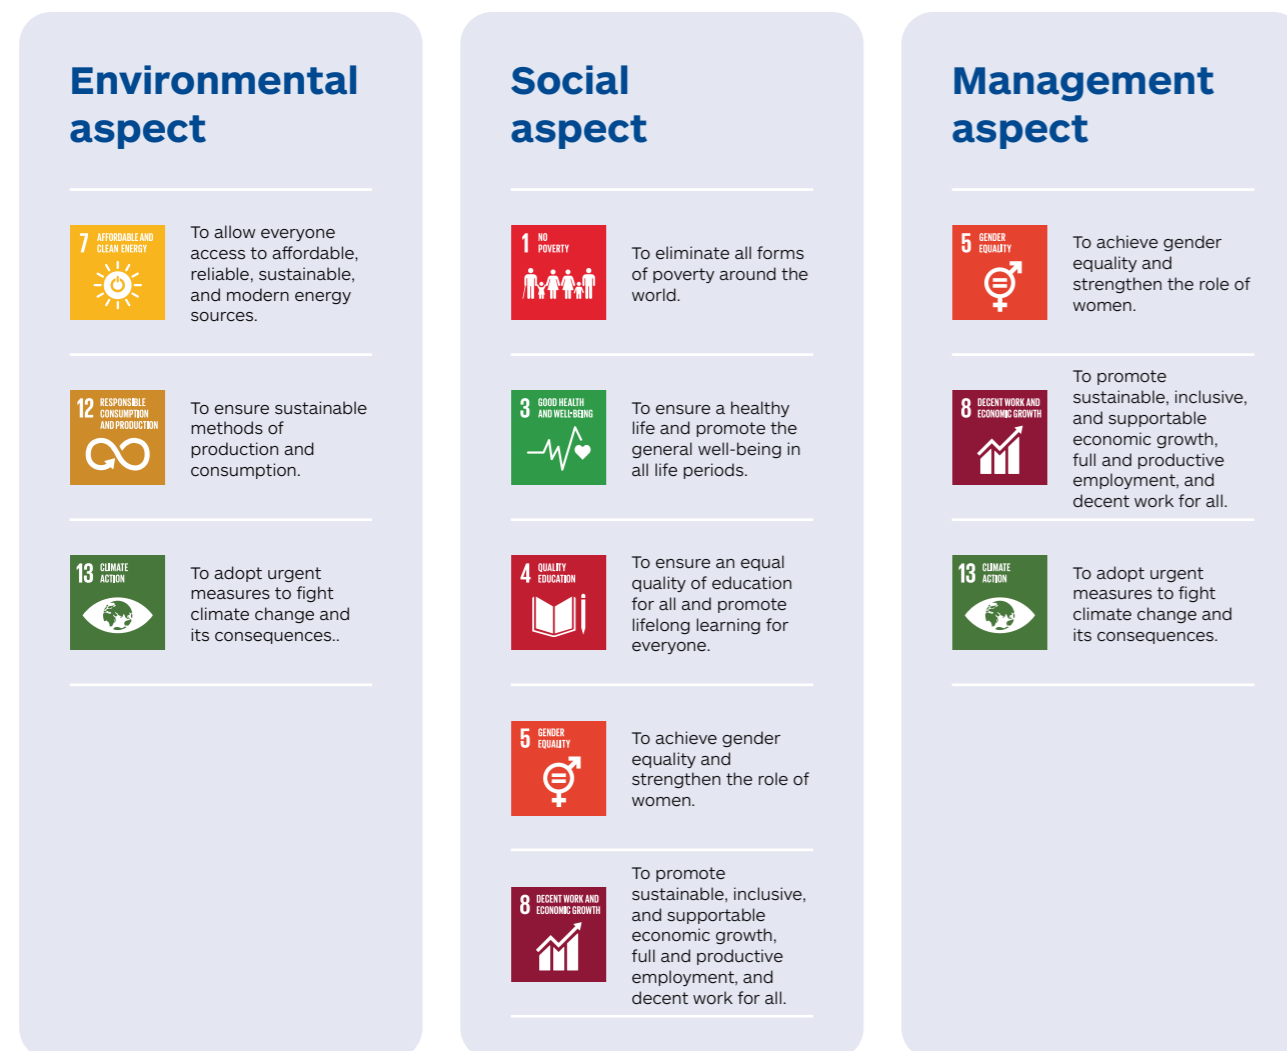 Environmental
aspect
7 AFFORDABLE AND
CLEAN ENERGY
To allow everyone
access to affordable,
reliable, sustainable,
and modern energy
sources.
12 RESPONSIBLE
CONSUMPTION
AND PRODUCTION
To ensure sustainable
methods of
production and
consumption.
13 CLIMATE
ACTION
To adopt urgent
measures to fight
climate change and
its consequences..
Social
aspect
1 NO
POVERTY
To eliminate all forms
of poverty around the
world.
3 GOOD HEALTH
AND WELL-BEING
To ensure a healthy
life and promote the
general well-being in
all life periods.
4 QUALITY
EDUCATION
To ensure an equal
quality of education
for all and promote
lifelong learning for
everyone.
5 GENDER
EQUALITY
To achieve gender
equality and
strengthen the role of
women.
8 DECENT WORK AND
ECONOMIC GROWTH
To promote
sustainable, inclusive,
and supportable
economic growth,
full and productive
employment, and
decent work for all.
Management
aspect
5 GENDER
EQUALITY
To achieve gender
equality and
strengthen the role of
women.
8 DECENT WORK AND
ECONOMIC GROWTH
To promote
sustainable, inclusive,
and supportable
economic growth,
full and productive
employment, and
decent work for all.
13 CLIMATE
ACTION
To adopt urgent
measures to fight
climate change and
its consequences.